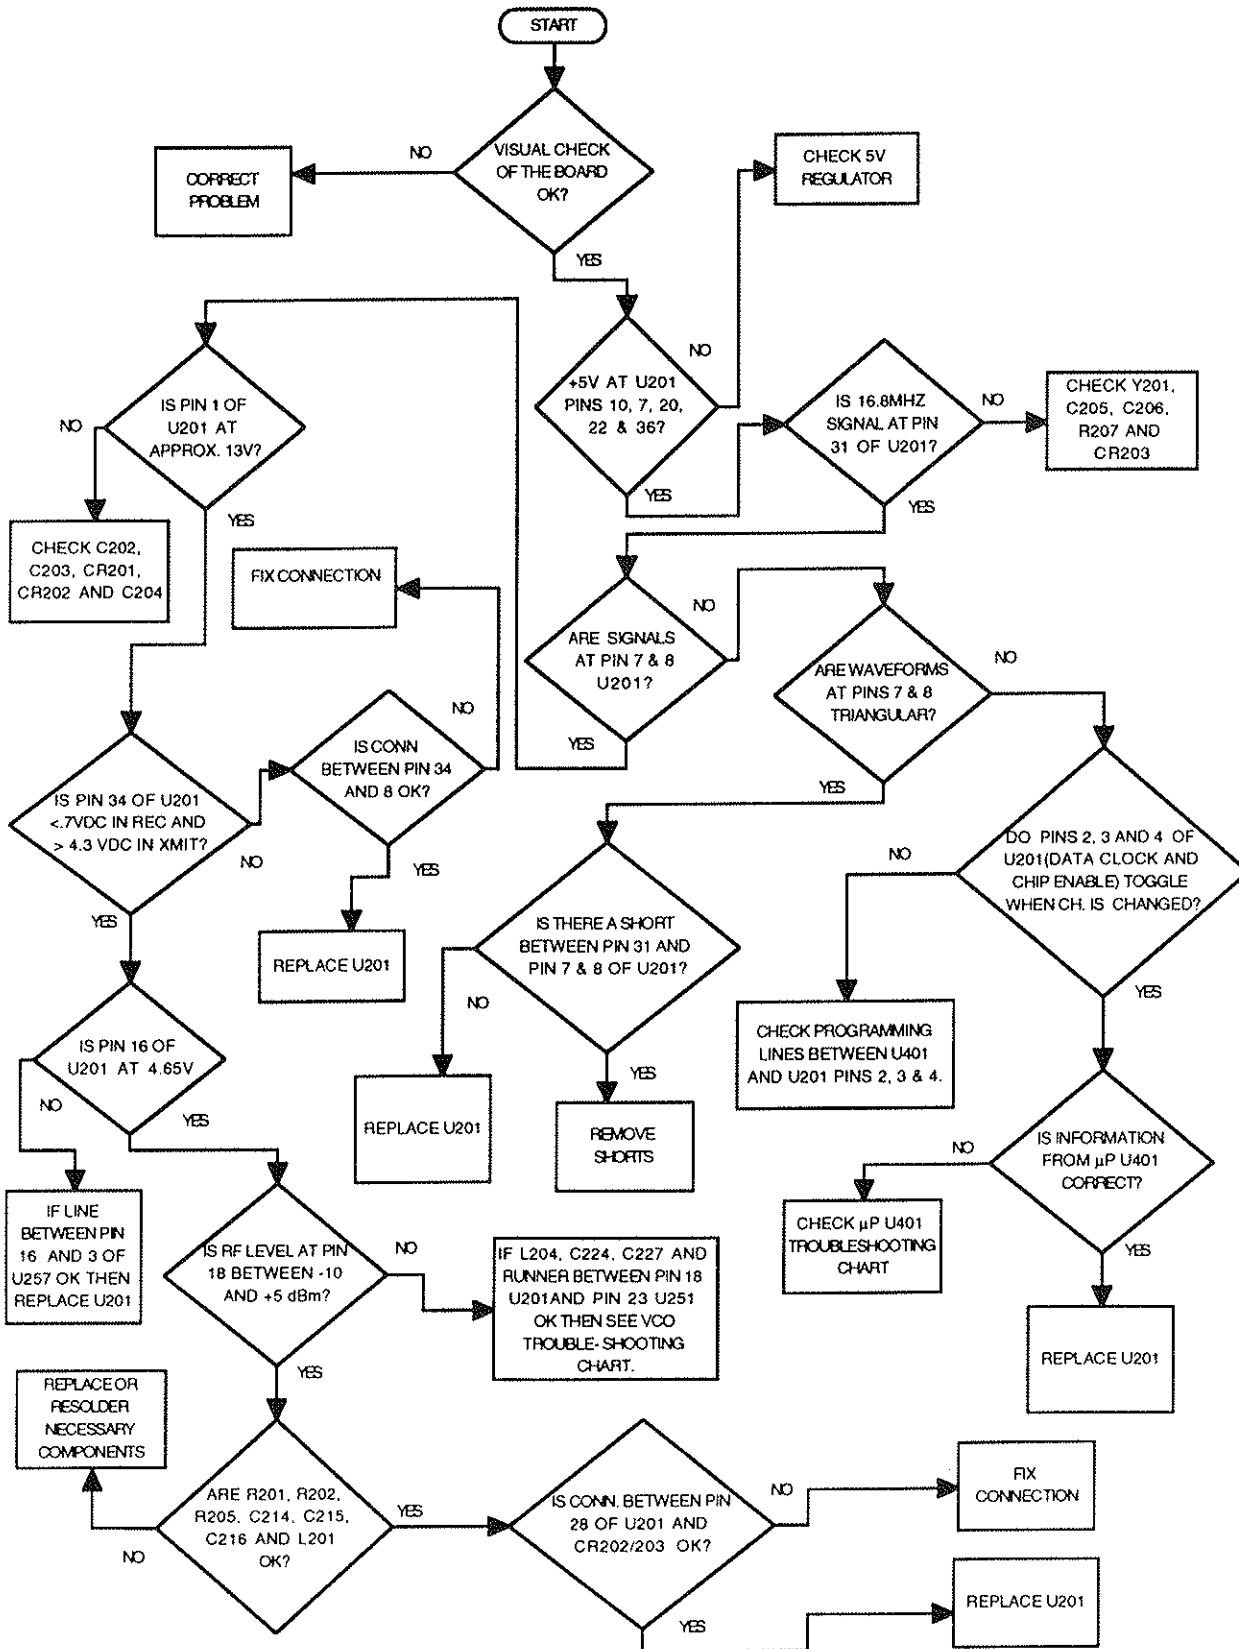 START
VISUAL CHECK
OF THE BOARD
OK?
NO
YES
CORRECT
PROBLEM
CHECK 5V
REGULATOR
+5V AT U201
PINS 10, 7, 20,
22 & 36?
NO
YES
IS 16.8MHZ
SIGNAL AT PIN
31 OF U201?
NO
YES
CHECK Y201,
C205, C206,
R207 AND
CR203
IS PIN 1 OF
U201 AT
APPROX. 13V?
NO
YES
CHECK C202,
C203, CR201,
CR202 AND C204
FIX CONNECTION
ARE SIGNALS
AT PIN 7 & 8
U201?
NO
YES
ARE WAVEFORMS
AT PINS 7 & 8
TRIANGULAR?
NO
YES
IS PIN 34 OF U201
<.7VDC IN REC AND
> 4.3 VDC IN XMIT?
NO
YES
IS CONN
BETWEEN PIN 34
AND 8 OK?
NO
YES
REPLACE U201
DO PINS 2, 3 AND 4 OF
U201(DATA CLOCK AND
CHIP ENABLE) TOGGLE
WHEN CH. IS CHANGED?
NO
YES
IS THERE A SHORT
BETWEEN PIN 31 AND
PIN 7 & 8 OF U201?
NO
YES
REPLACE U201
REMOVE
SHORTS
CHECK PROGRAMMING
LINES BETWEEN U401
AND U201 PINS 2, 3 & 4.
IS INFORMATION
FROM µP U401
CORRECT?
NO
YES
CHECK µP U401
TROUBLESHOOTING
CHART
REPLACE U201
IS PIN 16 OF
U201 AT 4.65V
NO
YES
IF LINE
BETWEEN PIN
16 AND 3 OF
U257 OK THEN
REPLACE U201
IS RF LEVEL AT PIN
18 BETWEEN -10
AND +5 dBm?
NO
YES
IF L204, C224, C227 AND
RUNNER BETWEEN PIN 18
U201AND PIN 23 U251
OK THEN SEE VCO
TROUBLE-SHOOTING
CHART.
REPLACE OR
RESOLDER
NECESSARY
COMPONENTS
ARE R201, R202,
R205, C214, C215,
C216 AND L201
OK?
NO
YES
IS CONN. BETWEEN PIN
28 OF U201 AND
CR202/203 OK?
NO
YES
FIX
CONNECTION
REPLACE U201